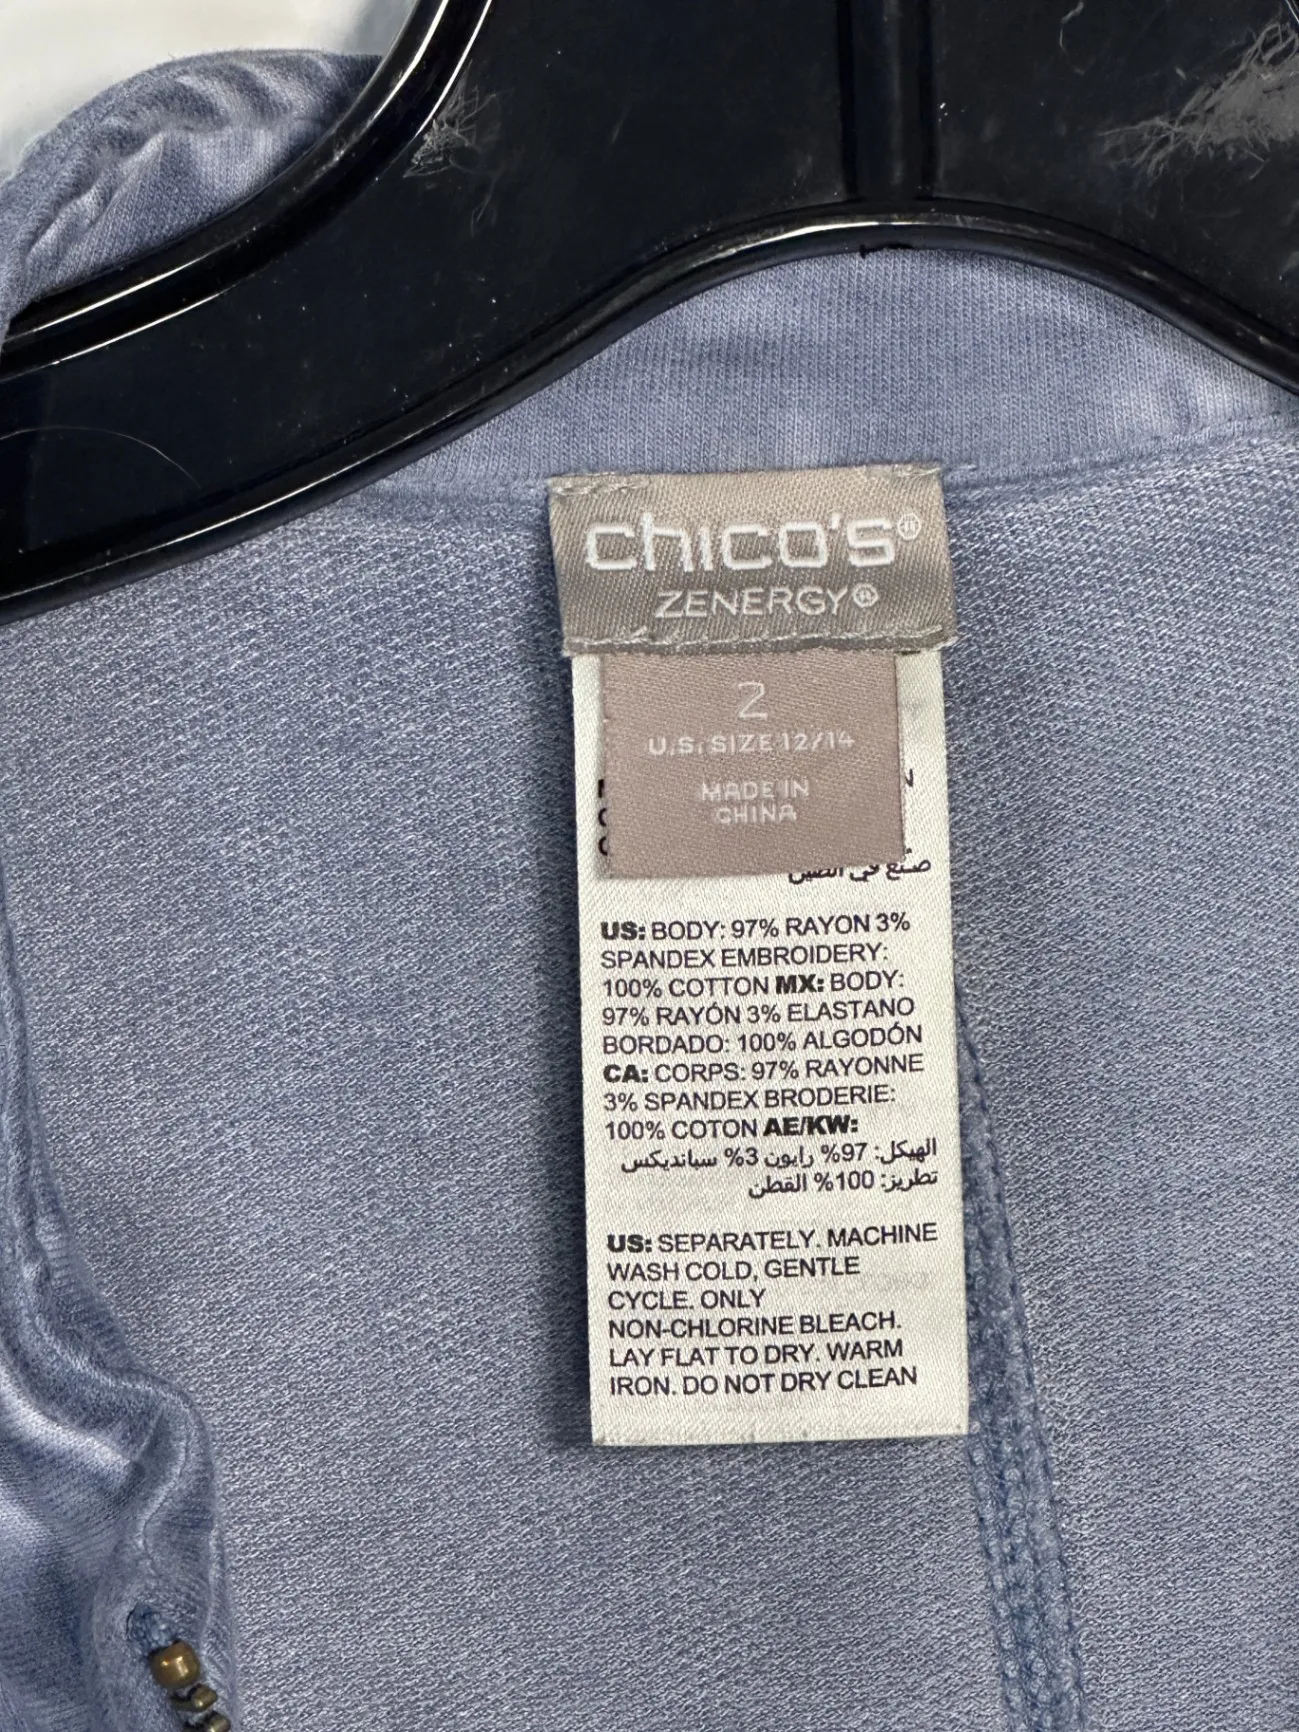 chico's®
ZENERGY®
2
U.S. SIZE 12/14
MADE IN
CHINA
صنع في الصين
US: BODY: 97% RAYON 3%
SPANDEX EMBROIDERY:
100% COTTON MX: BODY:
97% RAYÓN 3% ELASTANO
BORDADO: 100% ALGODÓN
CA: CORPS: 97% RAYONNE
3% SPANDEX BRODERIE:
100% COTON AE/KW:
الهيكل: 97% رايون 3% سبانديكس
تطريز: 100% القطن
US: SEPARATELY. MACHINE
WASH COLD, GENTLE
CYCLE. ONLY
NON-CHLORINE BLEACH.
LAY FLAT TO DRY. WARM
IRON. DO NOT DRY CLEAN